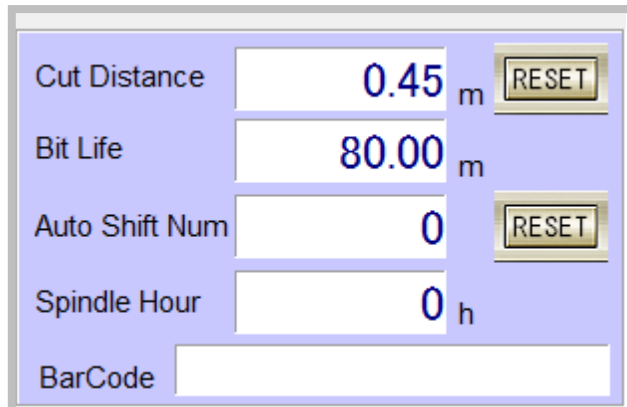 Cut Distance 0.45 m RESET
Bit Life 80.00 m
Auto Shift Num 0 RESET
Spindle Hour 0 h
BarCode